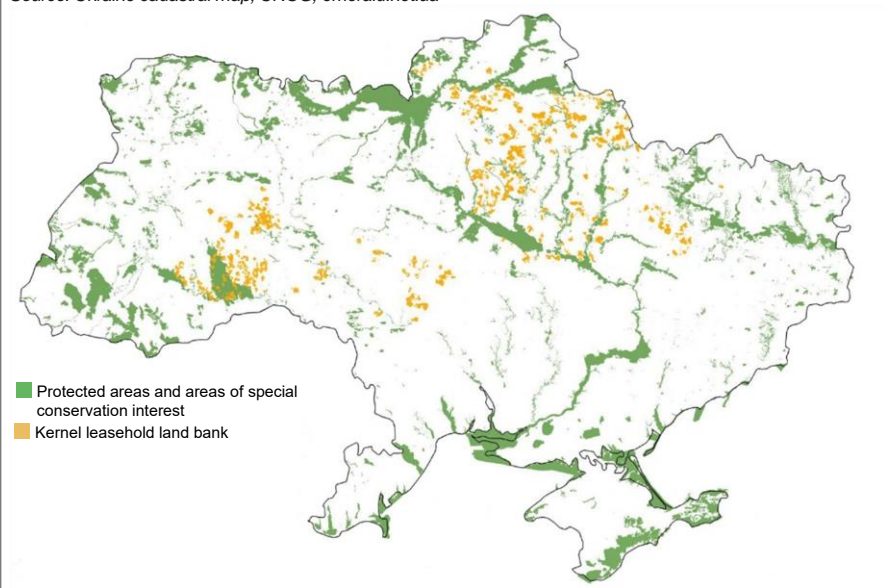 Protected areas and areas of special
conservation interest
Kernel leasehold land bank